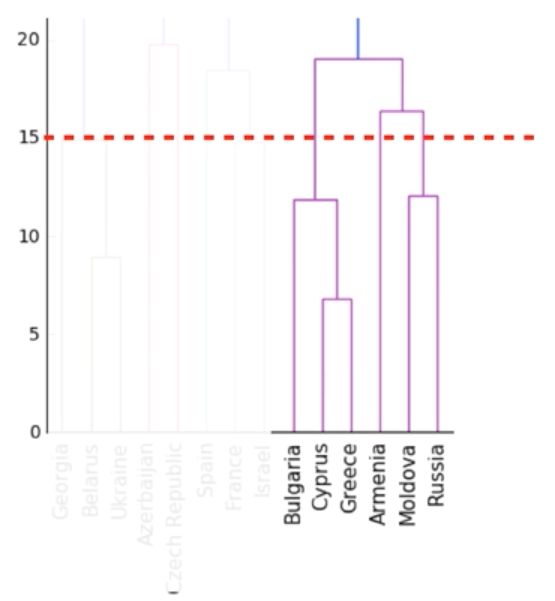 20
15
10
5
0
Georgia
Belarus
Ukraine
Azerbaijan
Czech Republic
Spain
France
Israel
Bulgaria
Cyprus
Greece
Armenia
Moldova
Russia